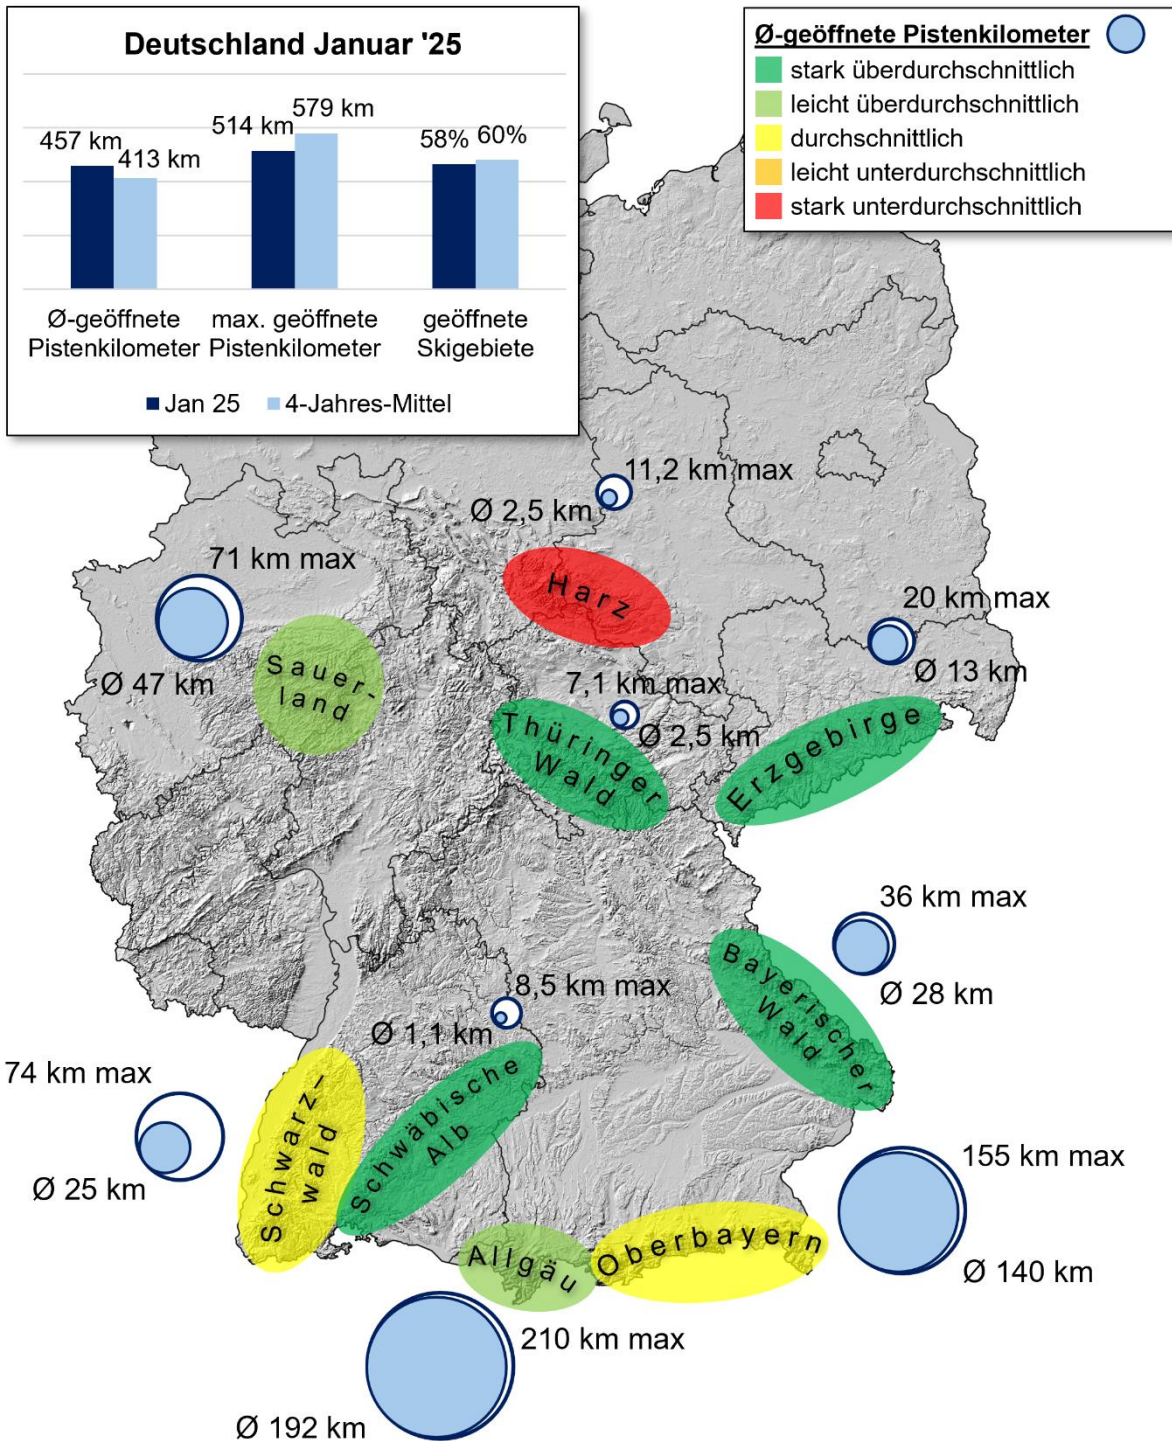 Deutschland Januar '25
457 km
413 km
514 km
579 km
58%
60%
Ø-geöffnete
Pistenkilometer
max. geöffnete
Pistenkilometer
geöffnete
Skigebiete
Jan 25
4-Jahres-Mittel
Ø-geöffnete Pistenkilometer
stark überdurchschnittlich
leicht überdurchschnittlich
durchschnittlich
leicht unterdurchschnittlich
stark unterdurchschnittlich
11,2 km max
Ø 2,5 km
Harz
71 km max
Ø 47 km
Sauer-
land
20 km max
Ø 13 km
Erzgebirge
7,1 km max
Ø 2,5 km
Thüringer
Wald
36 km max
Ø 28 km
Bayerischer
Wald
8,5 km max
Ø 1,1 km
Schwäbische
Alb
74 km max
Ø 25 km
Schwarz-
wald
155 km max
Ø 140 km
Oberbayern
Allgäu
210 km max
Ø 192 km